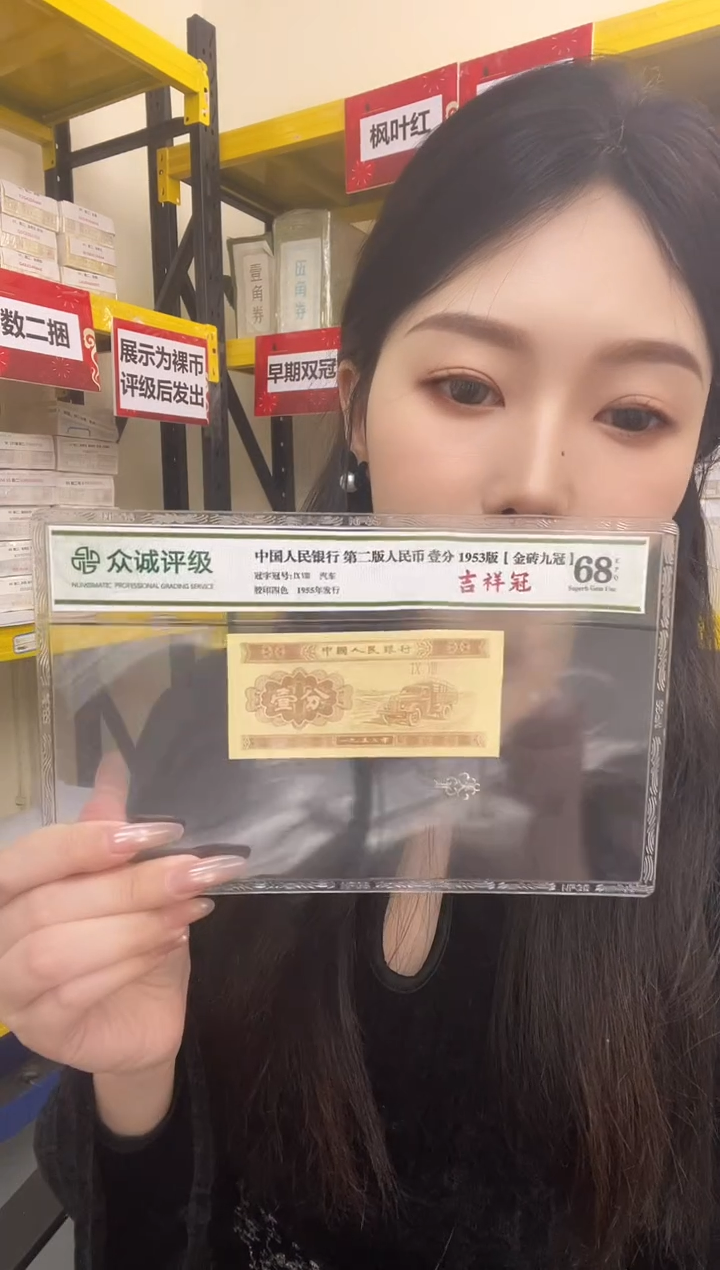 枫叶红
壹角券
伍角券
数二捆
展示为裸币
评级后发出
早期双冠
众诚评级
NUMISMATIC PROFESSIONAL GRADING SERVICE
中国人民银行 第二版人民币 壹分 1953版【金砖九冠】
冠字冠号:IX VIII 汽车
胶印四色 1955年发行
吉祥冠
68
EPQ
Superb Gem Unc
中國人民銀行
IX VIII
壹分
一九五三年